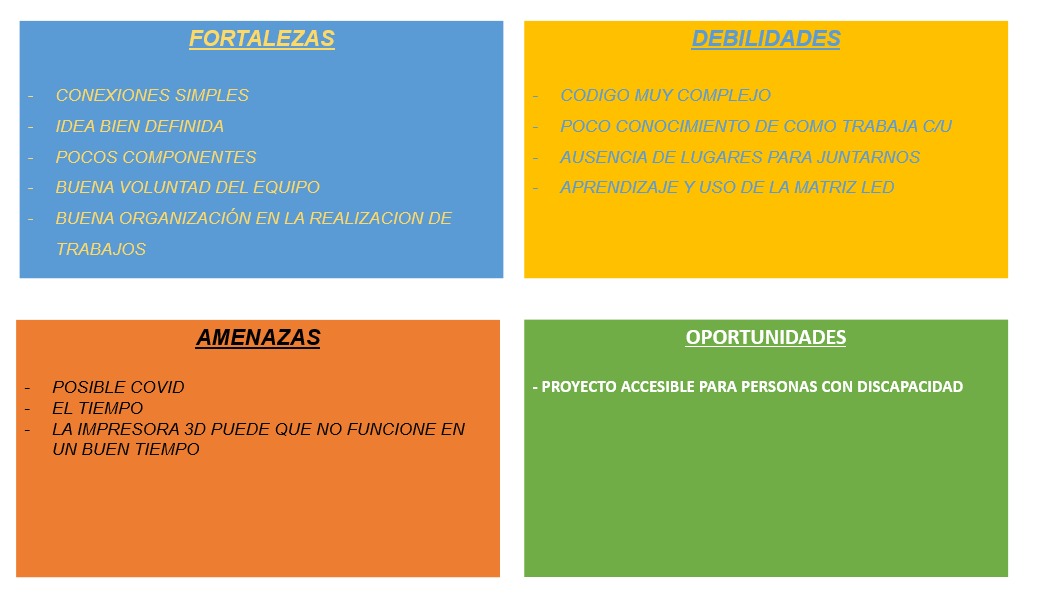 FORTALEZAS
- CONEXIONES SIMPLES
- IDEA BIEN DEFINIDA
- POCOS COMPONENTES
- BUENA VOLUNTAD DEL EQUIPO
- BUENA ORGANIZACIÓN EN LA REALIZACION DE
TRABAJOS
DEBILIDADES
- CODIGO MUY COMPLEJO
- POCO CONOCIMIENTO DE COMO TRABAJA C/U
- AUSENCIA DE LUGARES PARA JUNTARNOS
- APRENDIZAJE Y USO DE LA MATRIZ LED
AMENAZAS
- POSIBLE COVID
- EL TIEMPO
- LA IMPRESORA 3D PUEDE QUE NO FUNCIONE EN
UN BUEN TIEMPO
OPORTUNIDADES
- PROYECTO ACCESIBLE PARA PERSONAS CON DISCAPACIDAD